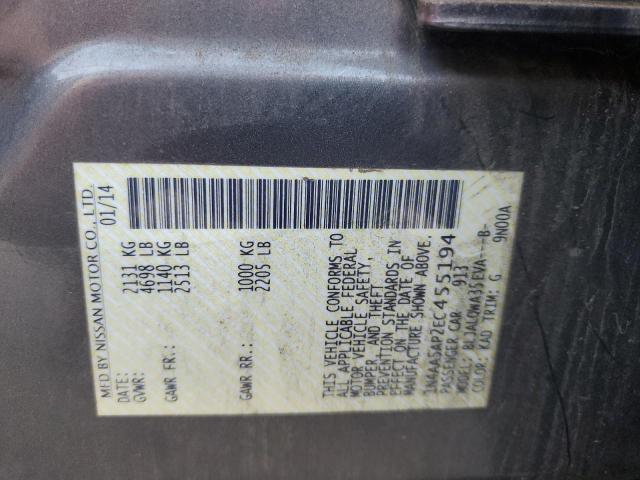 MFD BY NISSAN MOTOR CO., LTD.
DATE: 01/14
GVWR: 2131 KG
4698 LB
GAWR FR: 1140 KG
2513 LB
GAWR RR: 1000 KG
2205 LB
THIS VEHICLE CONFORMS TO
ALL APPLICABLE FEDERAL
MOTOR VEHICLE SAFETY,
BUMPER, AND THEFT
PREVENTION STANDARDS IN
EFFECT ON THE DATE OF
MANUFACTURE SHOWN ABOVE.
1N4AA5AP2EC455194
PASSENGER CAR 913
MODEL: BLJALOWA35EVA---B-
COLOR: EAD TRIM: G 9N00A